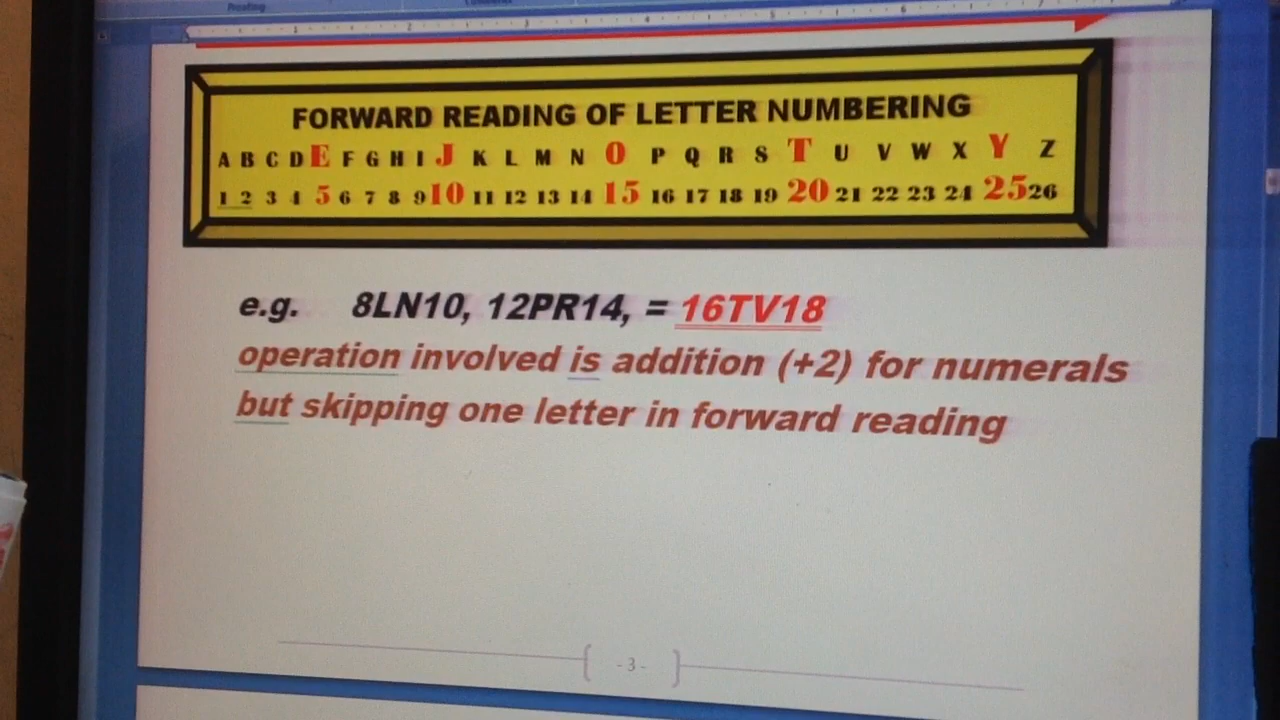 FORWARD READING OF LETTER NUMBERING
A B C D E F G H I J K L M N O P Q R S T U V W X Y Z
1 2 3 4 5 6 7 8 9 10 11 12 13 14 15 16 17 18 19 20 21 22 23 24 25 26
e.g. 8LN10, 12PR14, = 16TV18
operation involved is addition (+2) for numerals
but skipping one letter in forward reading
- 3 -